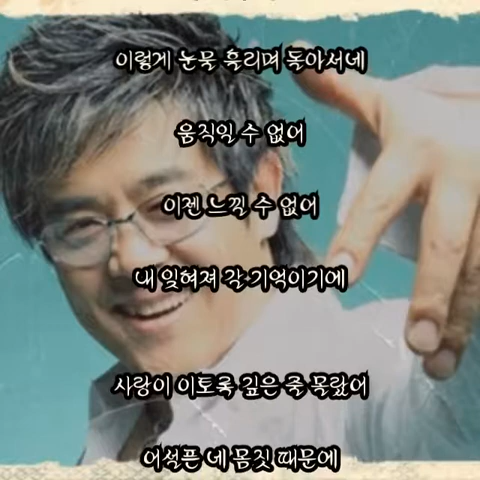 이렇게 눈물 흘리며 돌아서네
움직일 수 없어
이젠 느낄 수 없어
내 잊혀져 갈 기억이기에
사랑이 이토록 깊은 줄 몰랐어
어설픈 네 몸짓 때문에